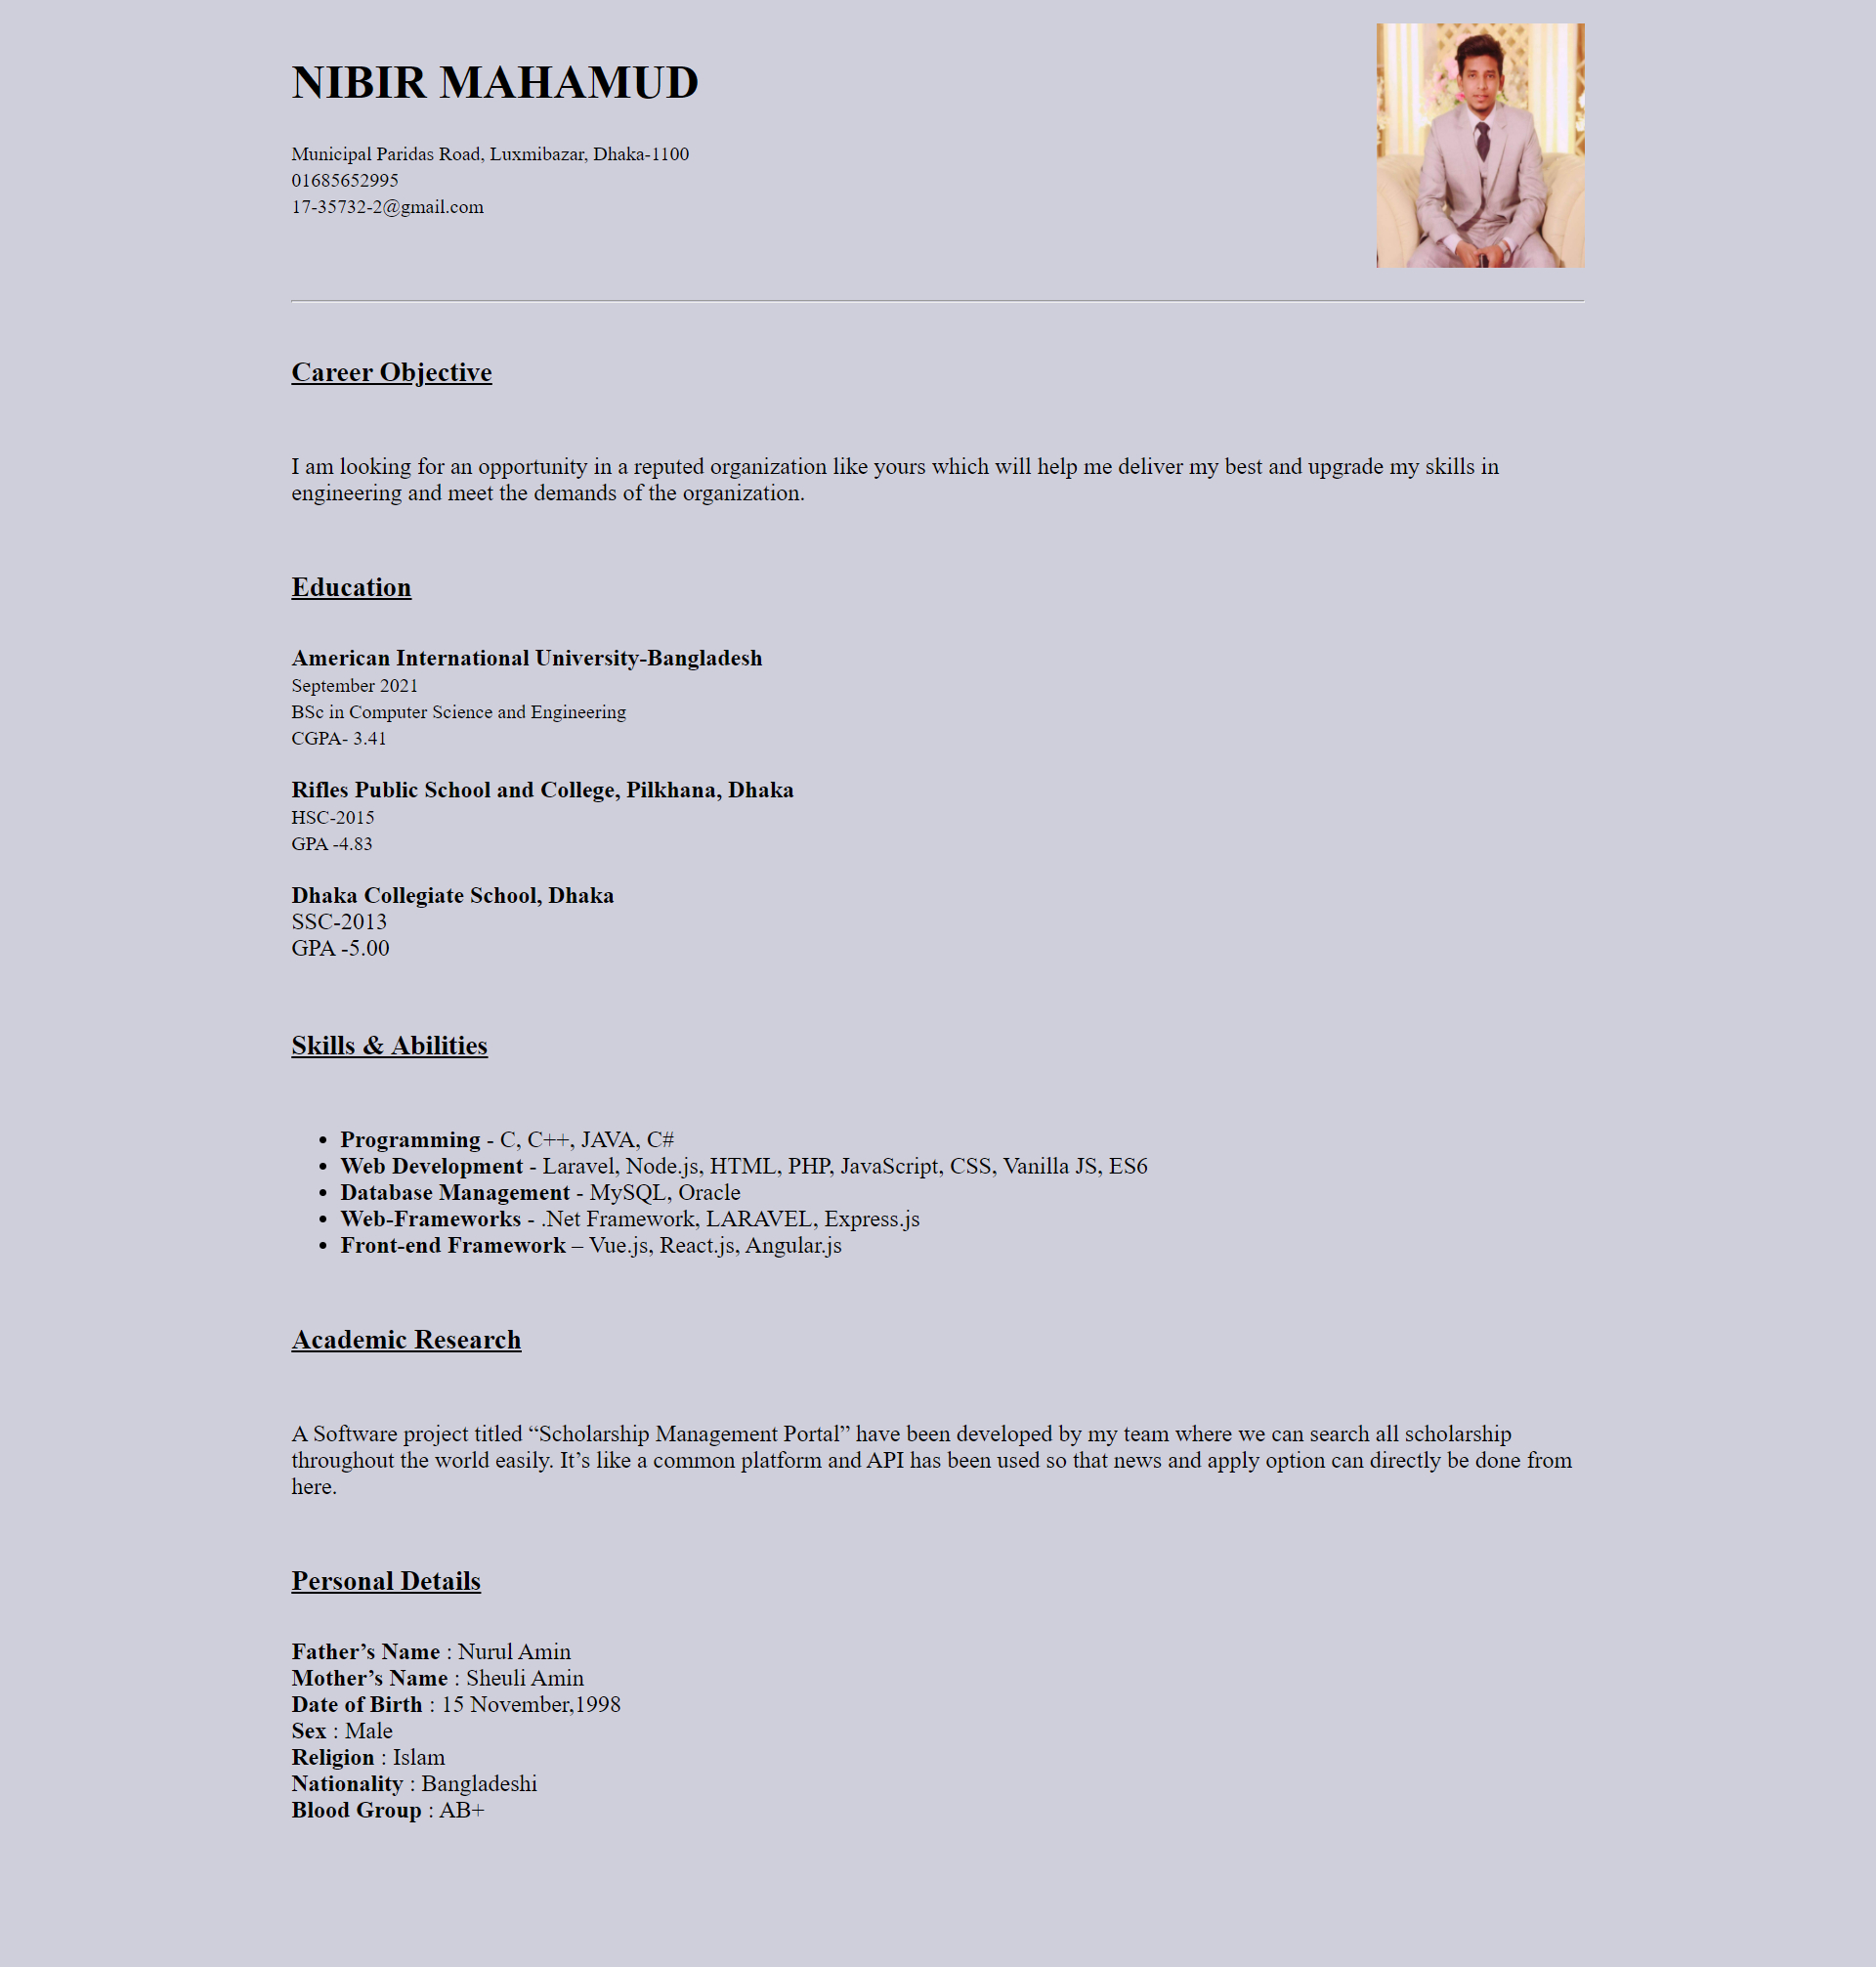 NIBIR MAHAMUD
Municipal Paridas Road, Luxmibazar, Dhaka-1100
01685652995
17-35732-2@gmail.com
Career Objective
I am looking for an opportunity in a reputed organization like yours which will help me deliver my best and upgrade my skills in
engineering and meet the demands of the organization.
Education
American International University-Bangladesh
September 2021
BSc in Computer Science and Engineering
CGPA- 3.41
Rifles Public School and College, Pilkhana, Dhaka
HSC-2015
GPA -4.83
Dhaka Collegiate School, Dhaka
SSC-2013
GPA -5.00
Skills & Abilities
• Programming - C, C++, JAVA, C#
• Web Development - Laravel, Node.js, HTML, PHP, JavaScript, CSS, Vanilla JS, ES6
• Database Management - MySQL, Oracle
• Web-Frameworks - .Net Framework, LARAVEL, Express.js
• Front-end Framework – Vue.js, React.js, Angular.js
Academic Research
A Software project titled “Scholarship Management Portal” have been developed by my team where we can search all scholarship
throughout the world easily. It’s like a common platform and API has been used so that news and apply option can directly be done from
here.
Personal Details
Father’s Name : Nurul Amin
Mother’s Name : Sheuli Amin
Date of Birth : 15 November,1998
Sex : Male
Religion : Islam
Nationality : Bangladeshi
Blood Group : AB+